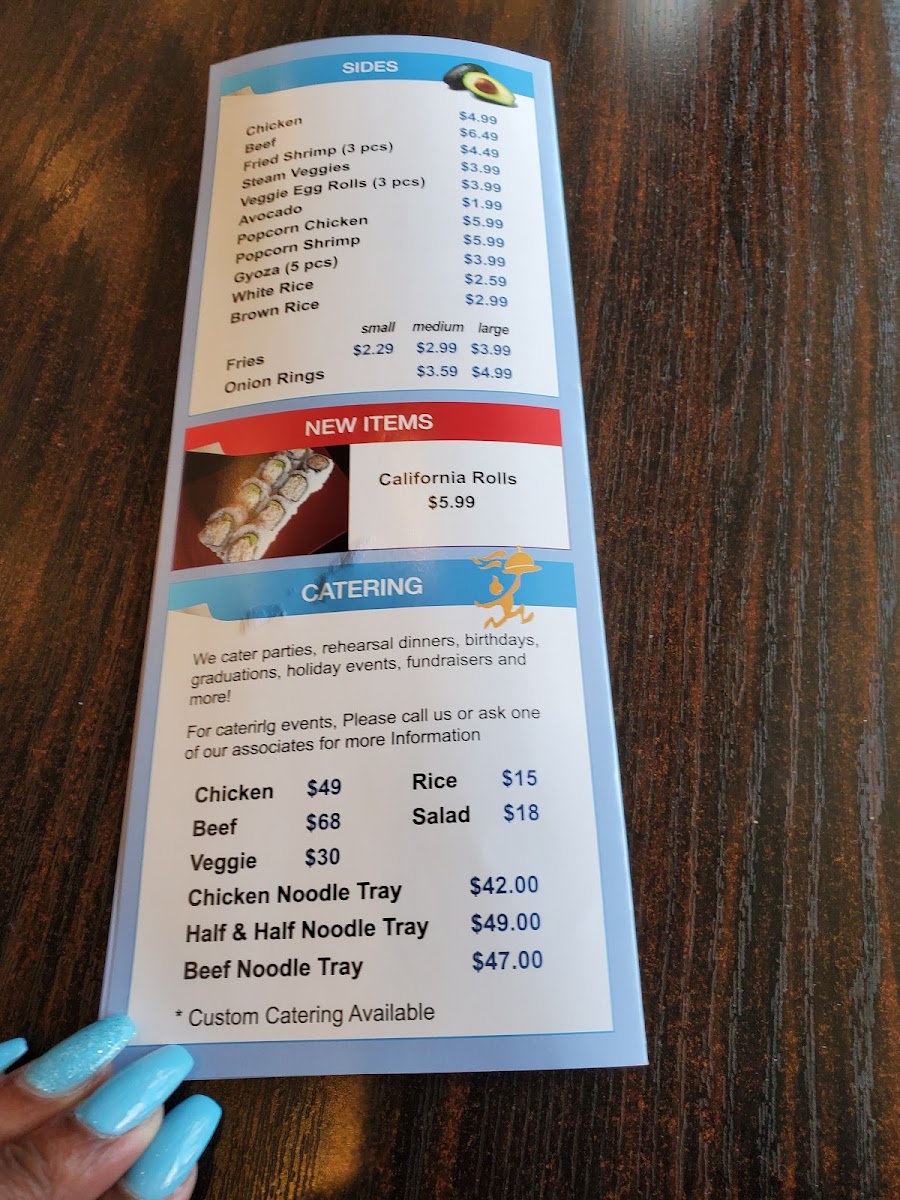 SIDES
Chicken $4.99
Beef $6.49
Fried Shrimp (3 pcs) $4.49
Steam Veggies $3.99
Veggie Egg Rolls (3 pcs) $3.99
Avocado $1.99
Popcorn Chicken $5.99
Popcorn Shrimp $5.99
Gyoza (5 pcs) $3.99
White Rice $2.59
Brown Rice $2.99
small medium large
Fries $2.29 $2.99 $3.99
Onion Rings $3.59 $4.99
NEW ITEMS
California Rolls
$5.99
CATERING
We cater parties, rehearsal dinners, birthdays,
graduations, holiday events, fundraisers and
more!
For caterirlg events, Please call us or ask one
of our associates for more Information
Chicken $49 Rice $15
Beef $68 Salad $18
Veggie $30
Chicken Noodle Tray $42.00
Half & Half Noodle Tray $49.00
Beef Noodle Tray $47.00
* Custom Catering Available